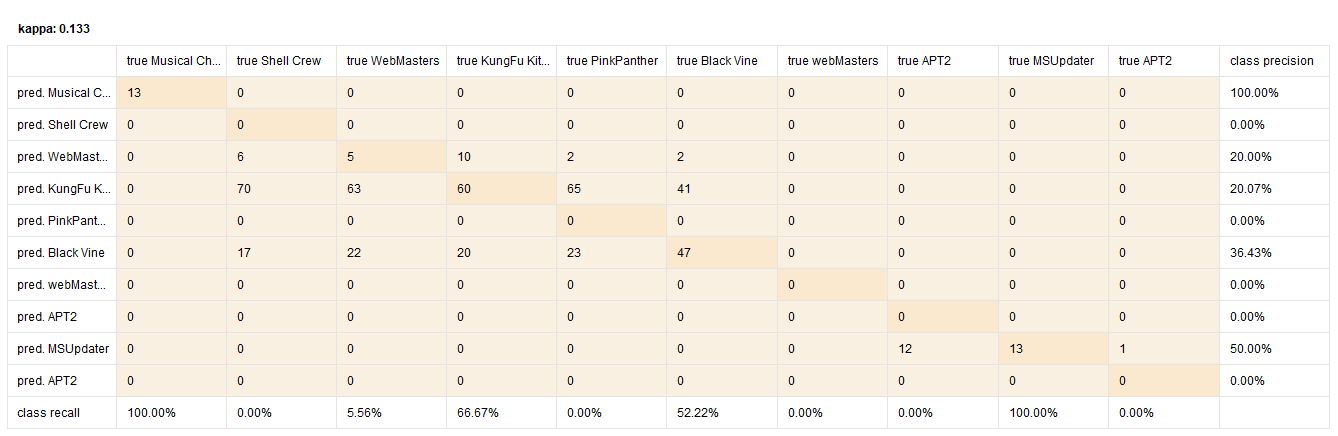 kappa: 0.133
true Musical Ch... true Shell Crew true WebMasters true KungFu Kit... true PinkPanther true Black Vine true webMasters true APT2 true MSUpdater true APT2 class precision
pred. Musical C... 13 0 0 0 0 0 0 0 0 0 100.00%
pred. Shell Crew 0 0 0 0 0 0 0 0 0 0 0.00%
pred. WebMast... 0 6 5 10 2 2 0 0 0 0 20.00%
pred. KungFu K... 0 70 63 60 65 41 0 0 0 0 20.07%
pred. PinkPant... 0 0 0 0 0 0 0 0 0 0 0.00%
pred. Black Vine 0 17 22 20 23 47 0 0 0 0 36.43%
pred. webMast... 0 0 0 0 0 0 0 0 0 0 0.00%
pred. APT2 0 0 0 0 0 0 0 0 0 0 0.00%
pred. MSUpdater 0 0 0 0 0 0 0 12 13 1 50.00%
pred. APT2 0 0 0 0 0 0 0 0 0 0 0.00%
class recall 100.00% 0.00% 5.56% 66.67% 0.00% 52.22% 0.00% 0.00% 100.00% 0.00%